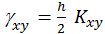 γxy = h/2 Kxy